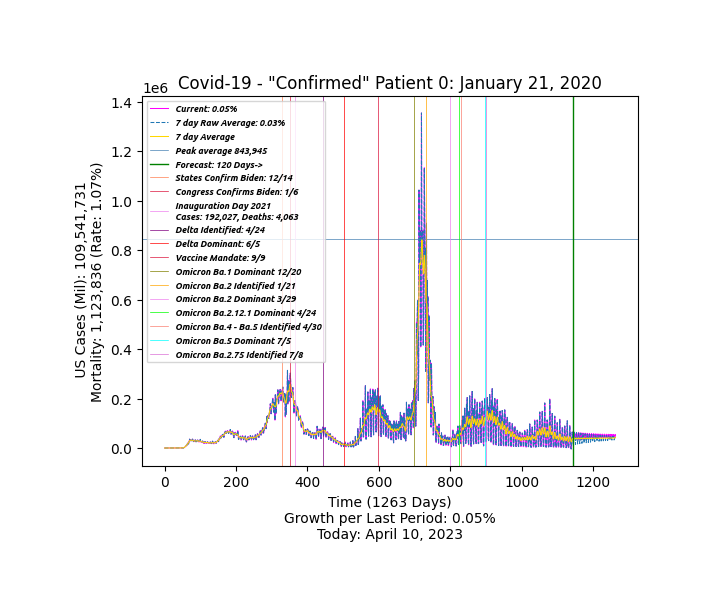 Covid-19 - "Confirmed" Patient 0: January 21, 2020
1e6
1.4
1.2
1.0
0.8
0.6
0.4
0.2
0.0
US Cases (Mil): 109,541,731
Mortality: 1,123,836 (Rate: 1.07%)
Current: 0.05%
7 day Raw Average: 0.03%
7 day Average
Peak average 843,945
Forecast: 120 Days->
States Confirm Biden: 12/14
Congress Confirms Biden: 1/6
Inauguration Day 2021
Cases: 192,027, Deaths: 4,063
Delta Identified: 4/24
Delta Dominant: 6/5
Vaccine Mandate: 9/9
Omicron Ba.1 Dominant 12/20
Omicron Ba.2 Identified 1/21
Omicron Ba.2 Dominant 3/29
Omicron Ba.2.12.1 Dominant 4/24
Omicron Ba.4 - Ba.5 Identified 4/30
Omicron Ba.5 Dominant 7/5
Omicron Ba.2.75 Identified 7/8
0 200 400 600 800 1000 1200
Time (1263 Days)
Growth per Last Period: 0.05%
Today: April 10, 2023